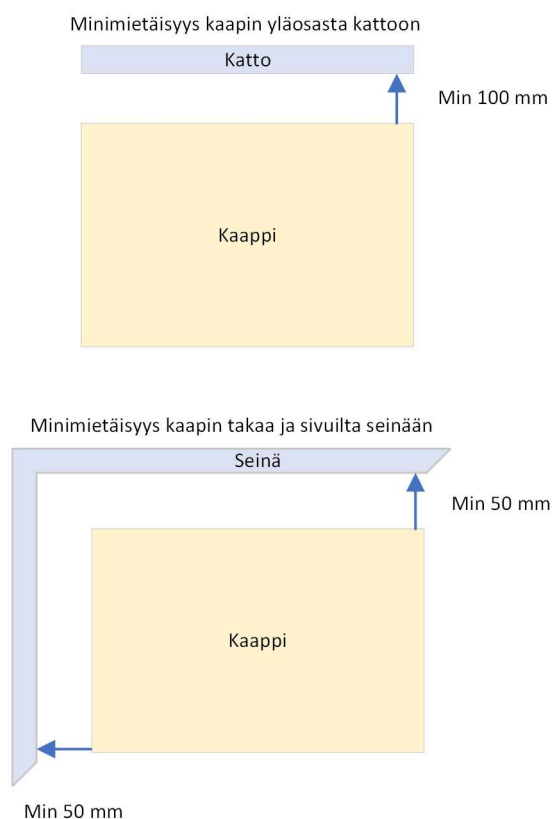 Minimietäisyys kaapin yläosasta kattoon
Katto
Min 100 mm
Kaappi
Minimietäisyys kaapin takaa ja sivuilta seinään
Seinä
Min 50 mm
Kaappi
Min 50 mm